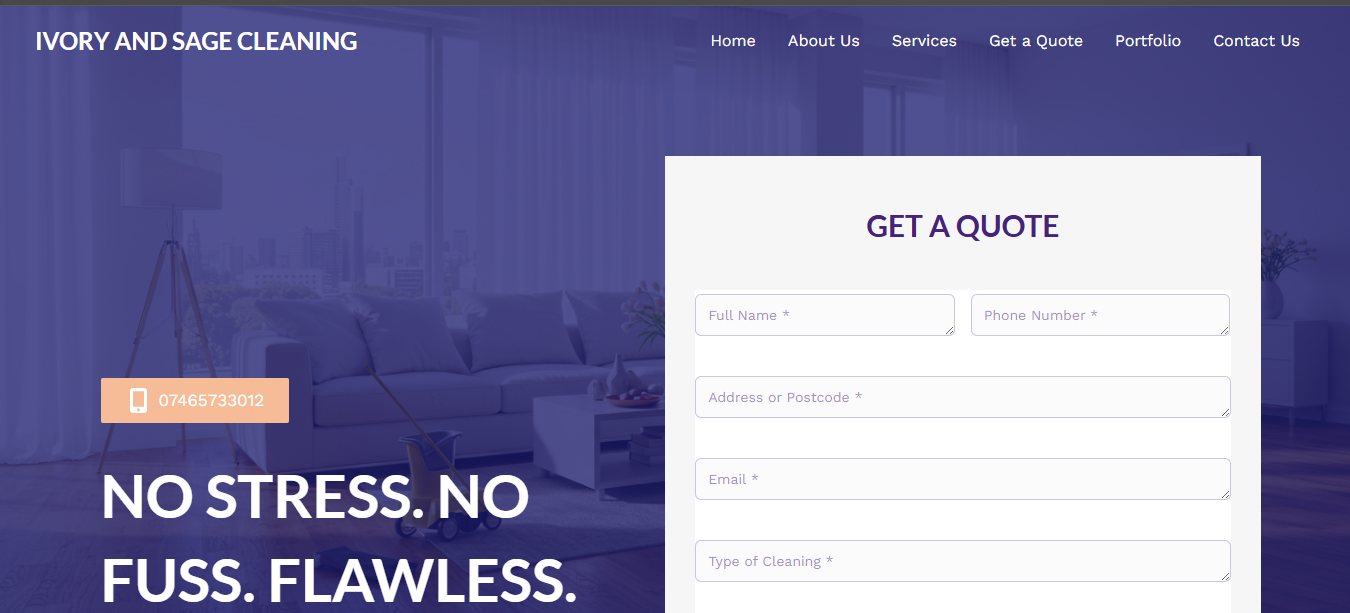 IVORY AND SAGE CLEANING
Home About Us Services Get a Quote Portfolio Contact Us
07465733012
NO STRESS. NO
FUSS. FLAWLESS.
GET A QUOTE
Full Name * Phone Number *
Address or Postcode *
Email *
Type of Cleaning *